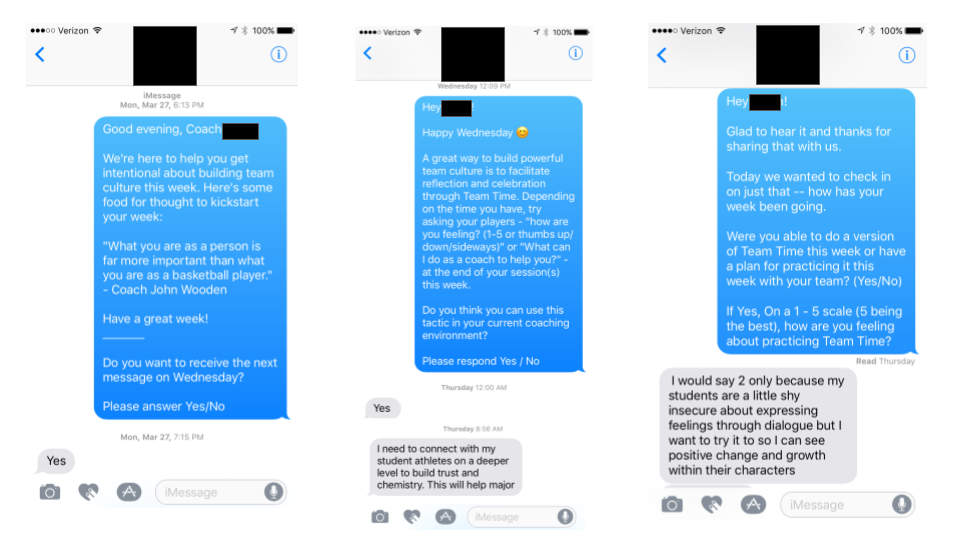 Verizon
100%
iMessage
Mon, Mar 27, 6:13 PM
Good evening, Coach
We're here to help you get
intentional about building team
culture this week. Here's some
food for thought to kickstart
your week:
"What you are as a person is
far more important than what
you are as a basketball player."
- Coach John Wooden
Have a great week!
______
Do you want to receive the next
message on Wednesday?
Please answer Yes/No
Mon, Mar 27, 7:15 PM
Yes
iMessage
Verizon
100%
Wednesday 12:09 PM
Hey
Happy Wednesday 😊
A great way to build powerful
team culture is to facilitate
reflection and celebration
through Team Time. Depending
on the time you have, try
asking your players - "how are
you feeling? (1-5 or thumbs up/
down/sideways)" or "What can
I do as a coach to help you?" -
at the end of your session(s)
this week.
Do you think you can use this
tactic in your current coaching
environment?
Please respond Yes / No
Thursday 12:00 AM
Yes
Thursday 8:56 AM
I need to connect with my
student athletes on a deeper
level to build trust and
chemistry. This will help major
iMessage
Verizon
100%
Hey !
Glad to hear it and thanks for
sharing that with us.
Today we wanted to check in
on just that -- how has your
week been going.
Were you able to do a version
of Team Time this week or have
a plan for practicing it this
week with your team? (Yes/No)
If Yes, On a 1 - 5 scale (5 being
the best), how are you feeling
about practicing Team Time?
Read Thursday
I would say 2 only because my
students are a little shy
insecure about expressing
feelings through dialogue but I
want to try it to so I can see
positive change and growth
within their characters
iMessage